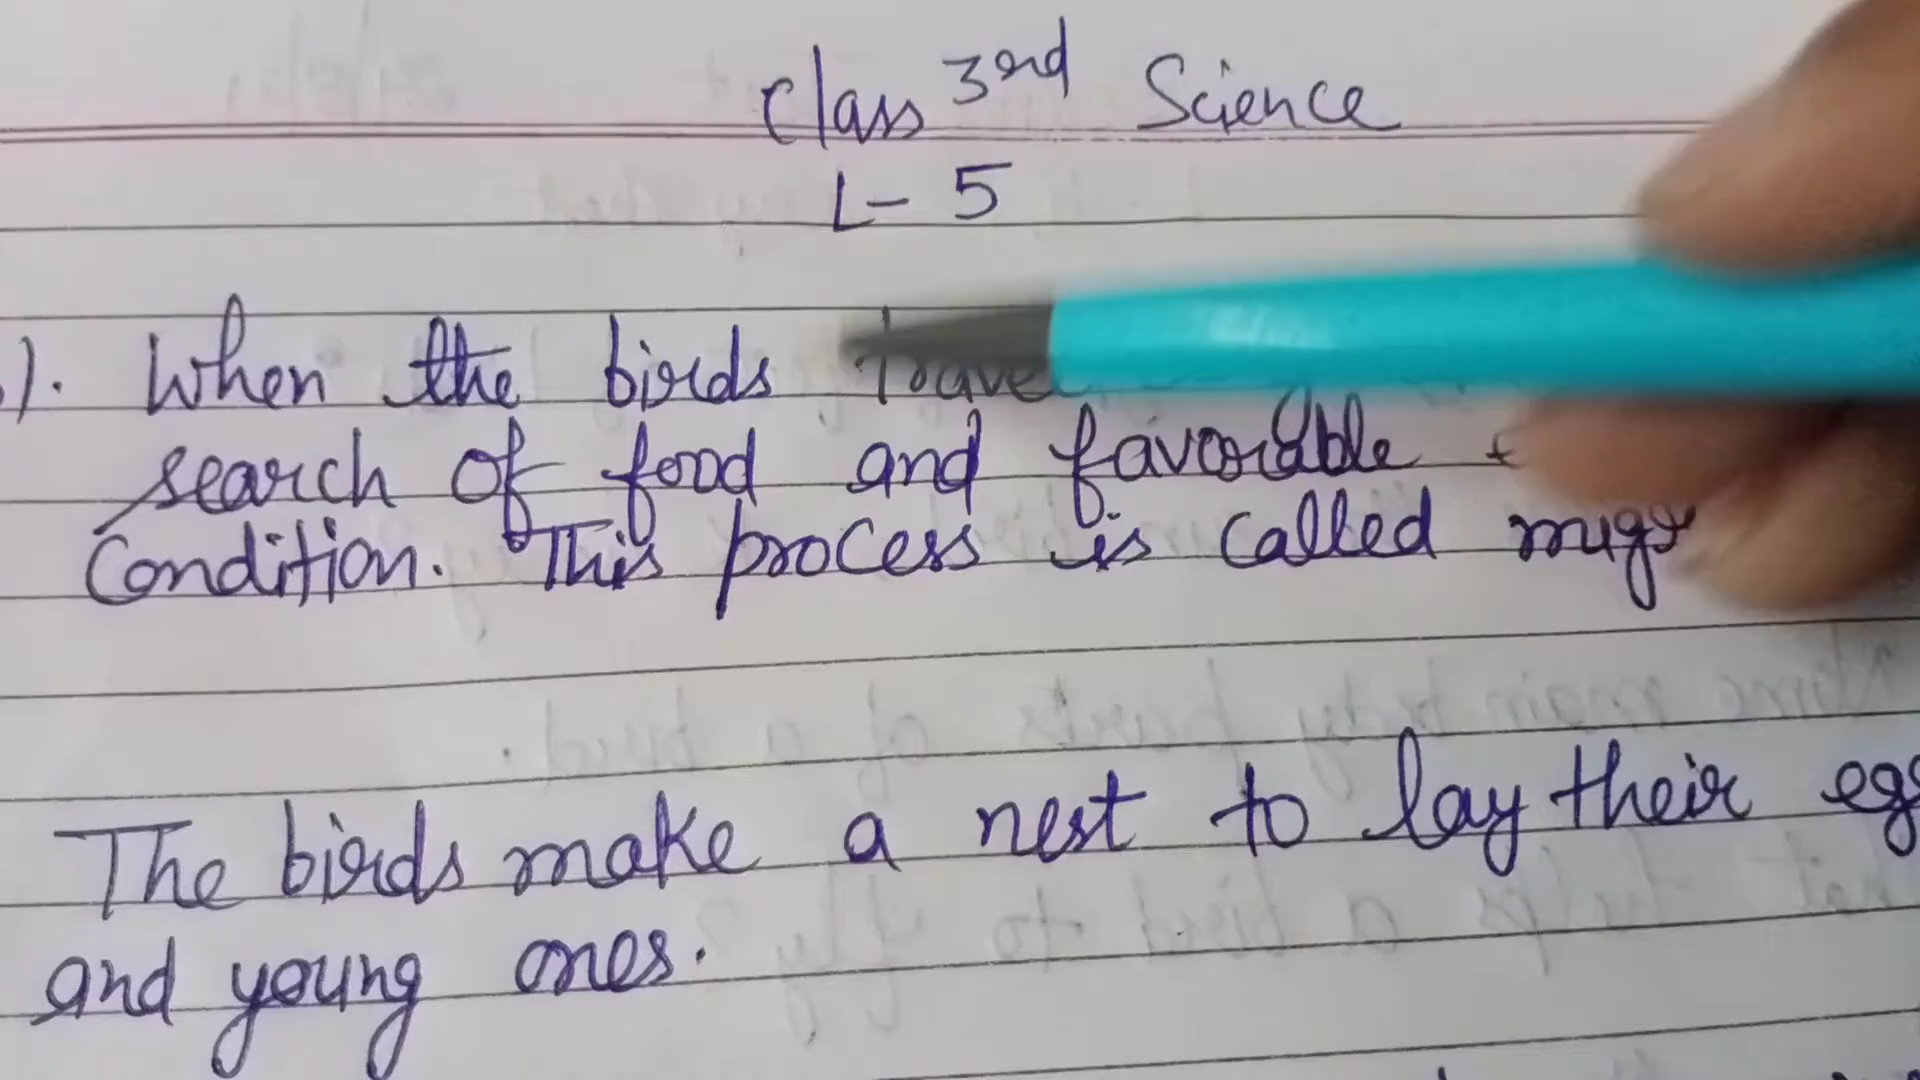 Class 3rd Science
L- 5
). When the birds travel
search of food and favorable
Condition. This process is called
The birds make a nest to lay their
and young ones.